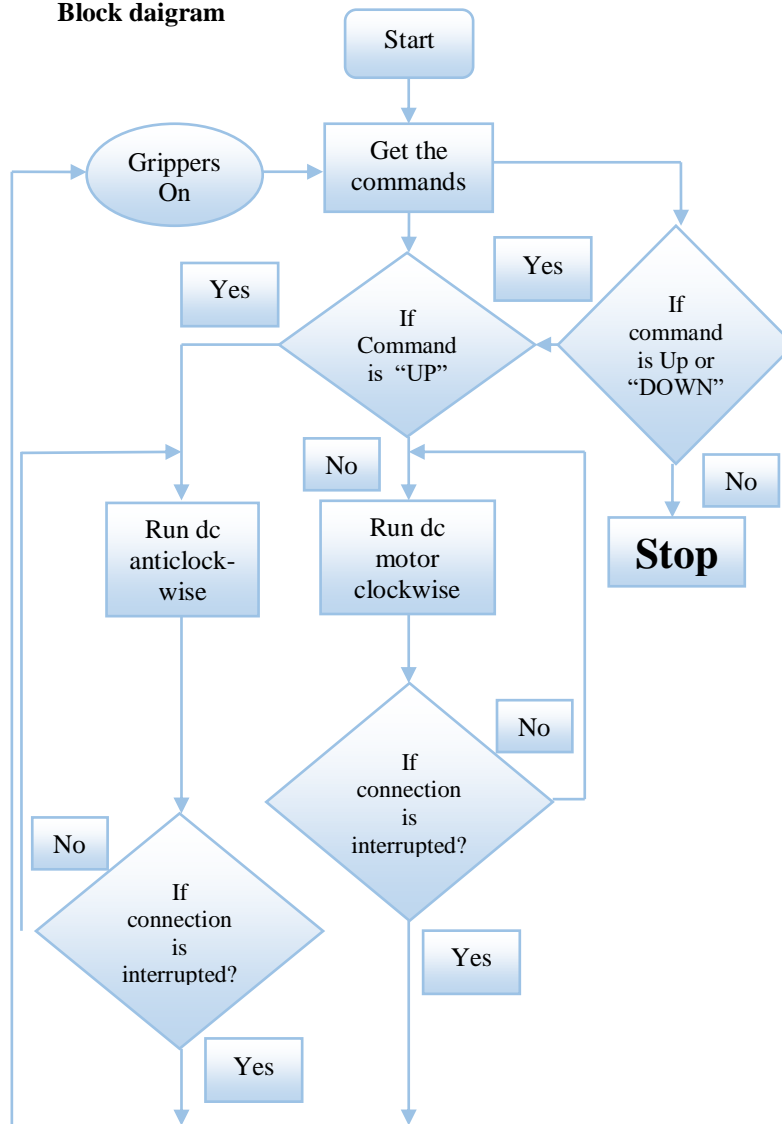 Block daigram
Start
Grippers
On
Get the
commands
Yes
Yes
If
Command
is “UP”
If
command
is Up or
“DOWN”
No
No
Run dc
anticlock-
wise
Run dc
motor
clockwise
Stop
No
If
connection
is
interrupted?
No
If
connection
is
interrupted?
Yes
Yes